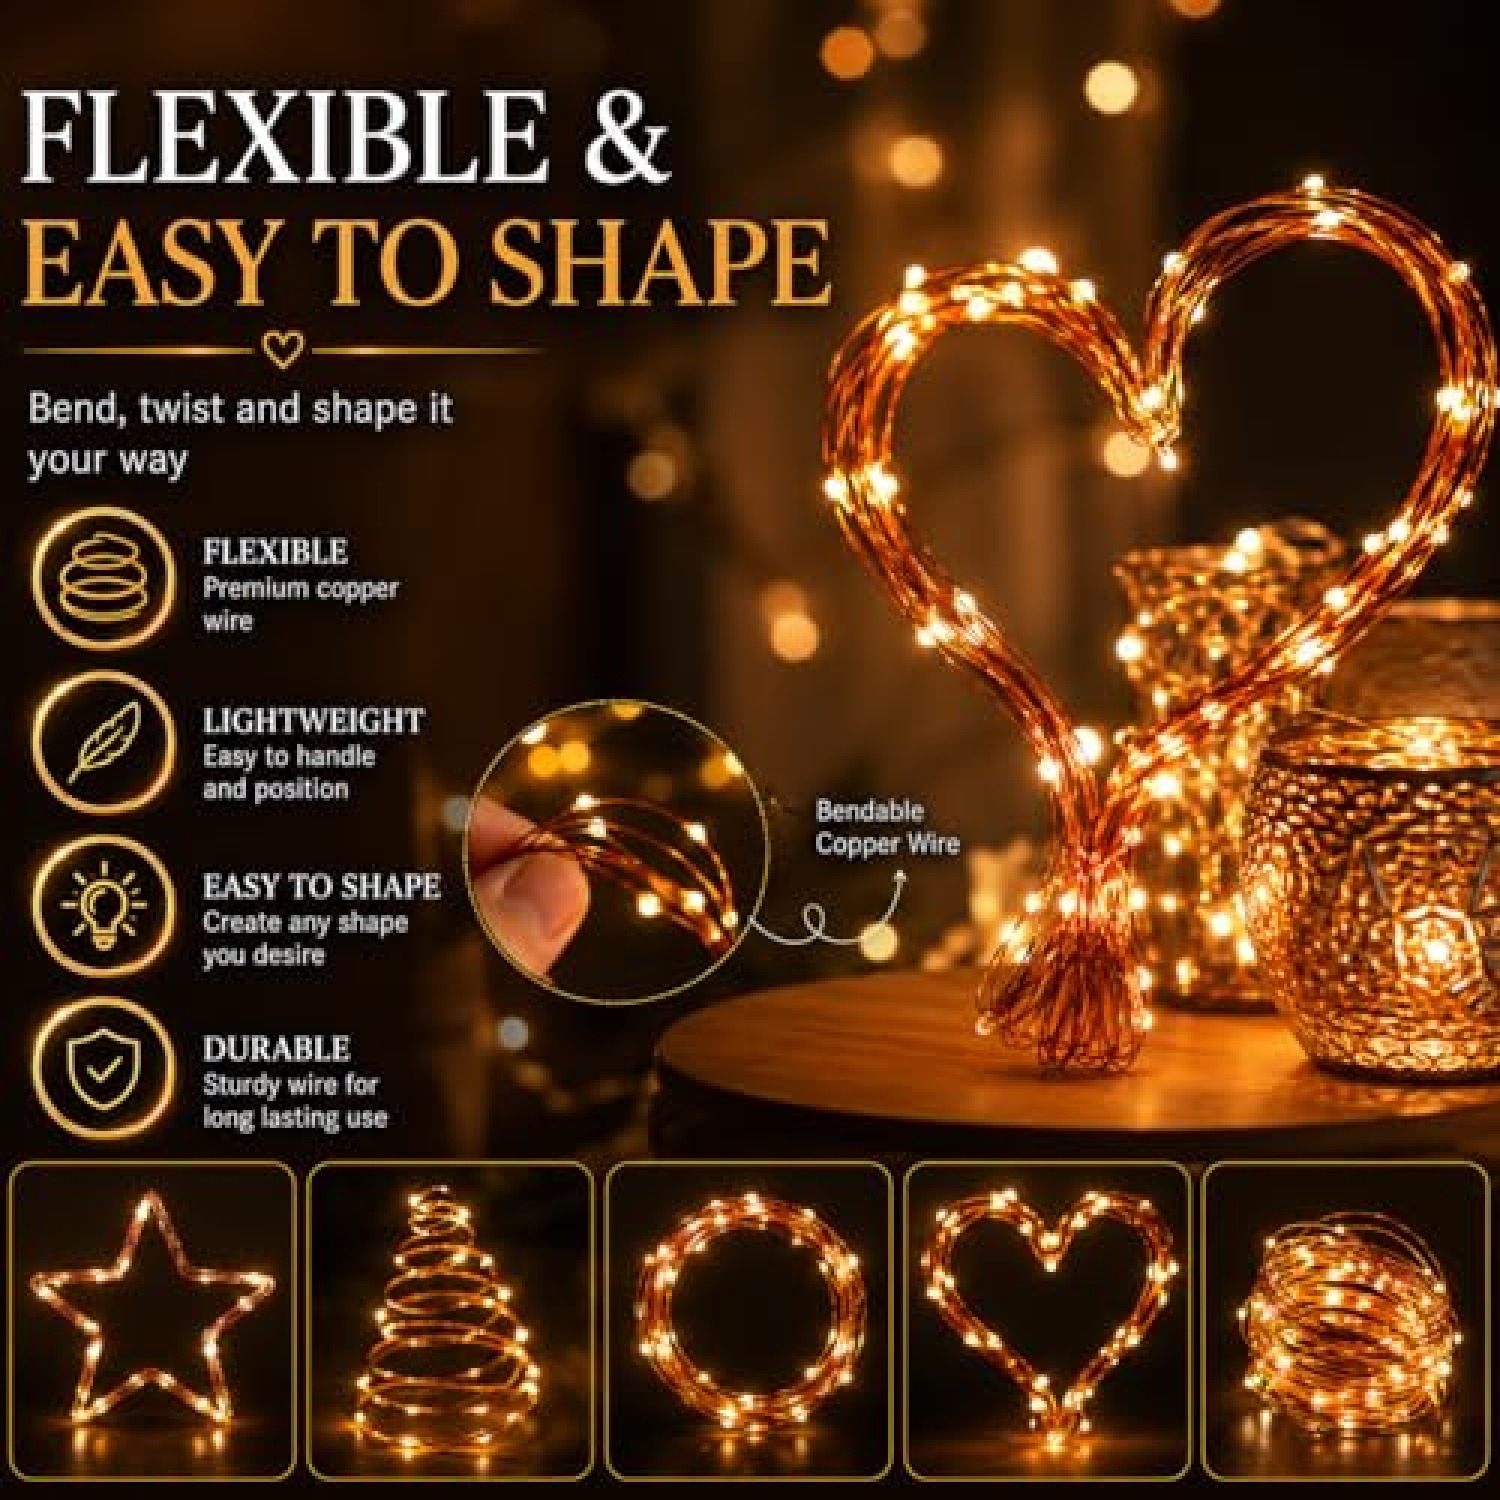 FLEXIBLE &
EASY TO SHAPE
Bend, twist and shape it
your way
FLEXIBLE
Premium copper
wire
LIGHTWEIGHT
Easy to handle
and position
EASY TO SHAPE
Create any shape
you desire
DURABLE
Sturdy wire for
long lasting use
Bendable
Copper Wire